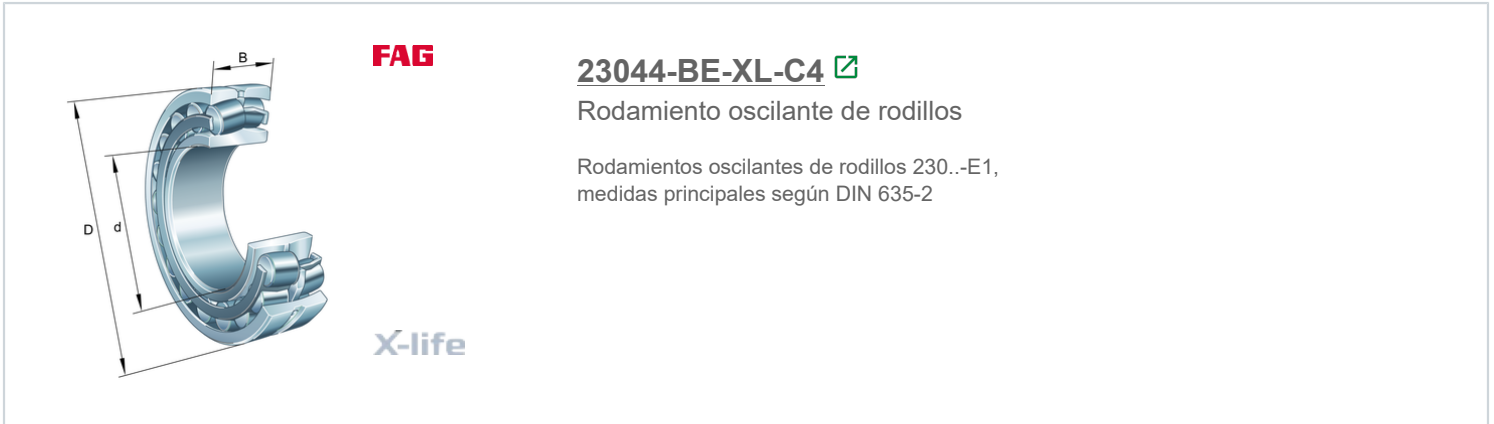 B
D
d
FAG
X-life
23044-BE-XL-C4
Rodamiento oscilante de rodillos
Rodamientos oscilantes de rodillos 230..-E1,
medidas principales según DIN 635-2